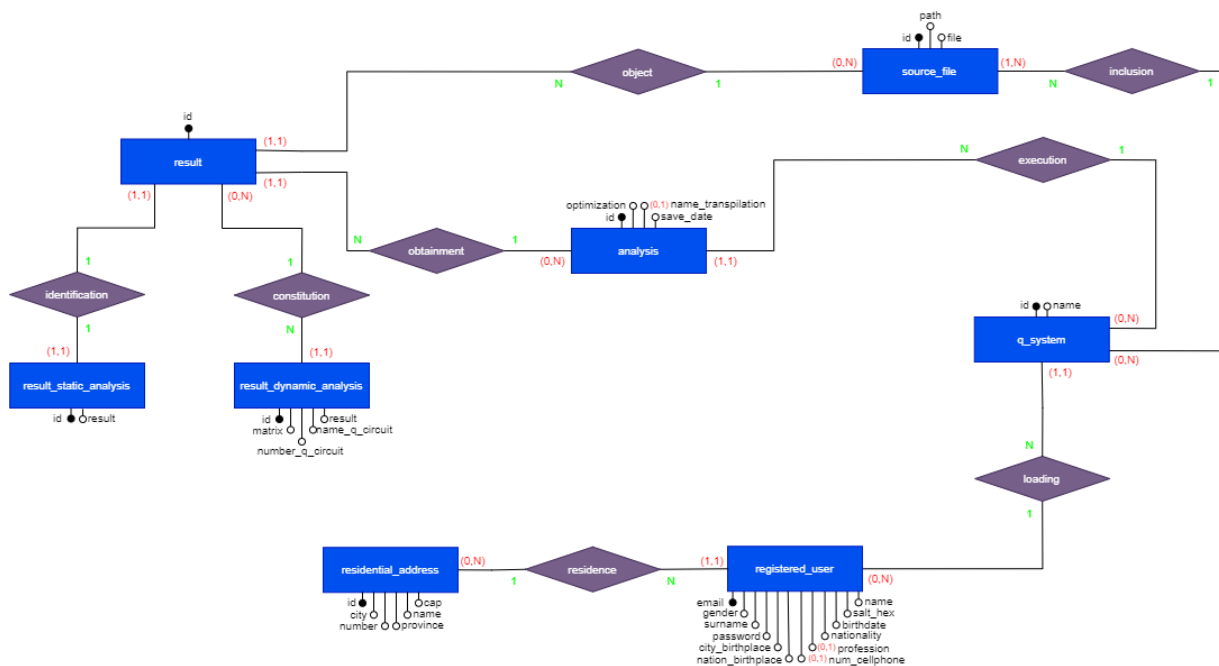 path
id
file
(0,N)
source_file
(1,N)
object
inclusion
N
1
N
1
id
(1,1)
result
(1,1)
(1,1)
(0,N)
N
execution
1
optimization
(0,1) name_transpilation
id
save_date
N
obtainment
1
analysis
(0,N)
(1,1)
1
1
identification
constitution
1
N
id
name
(0,N)
q_system
(0,N)
(1,1)
(1,1)
(1,1)
result_static_analysis
result_dynamic_analysis
id
result
id
result
matrix
name_q_circuit
number_q_circuit
N
loading
1
(0,N)
residential_address
1
residence
N
(1,1)
registered_user
(0,N)
id
cap
city
name
number
province
email
name
gender
salt_hex
surname
birthdate
password
nationality
city_birthplace
(0,1) profession
nation_birthplace
(0,1) num_cellphone